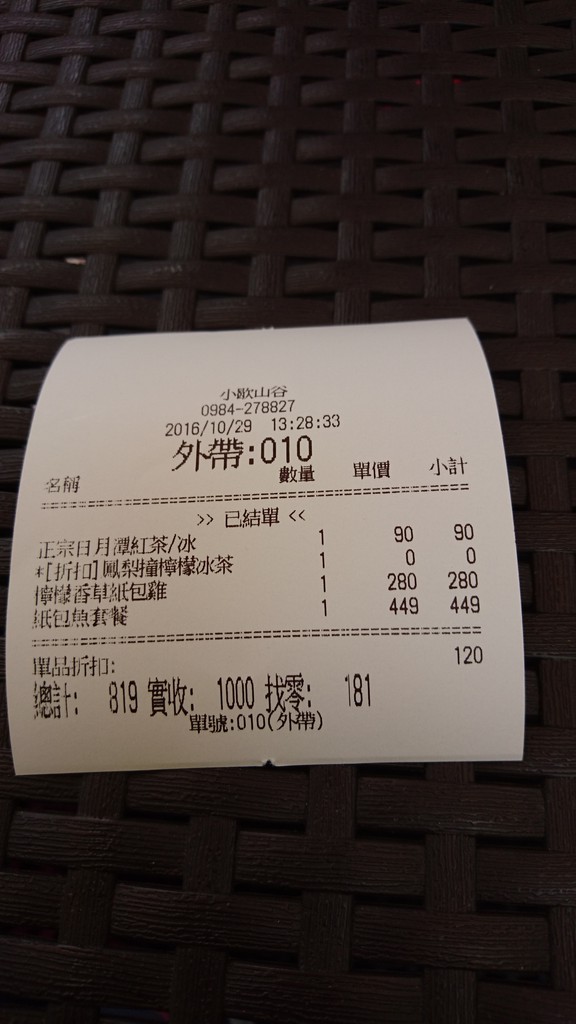 小歇山谷
0984-278827
2016/10/29 13:28:33
外帶:010
名稱 數量 單價 小計
>> 已結單 <<
正宗日月潭紅茶/冰 1 90 90
*[折扣]鳳梨撞檸檬冰茶 1 0 0
檸檬香草紙包雞 1 280 280
紙包魚套餐 1 449 449
單品折扣: 120
總計: 819 實收: 1000 找零: 181
單號:010(外帶)